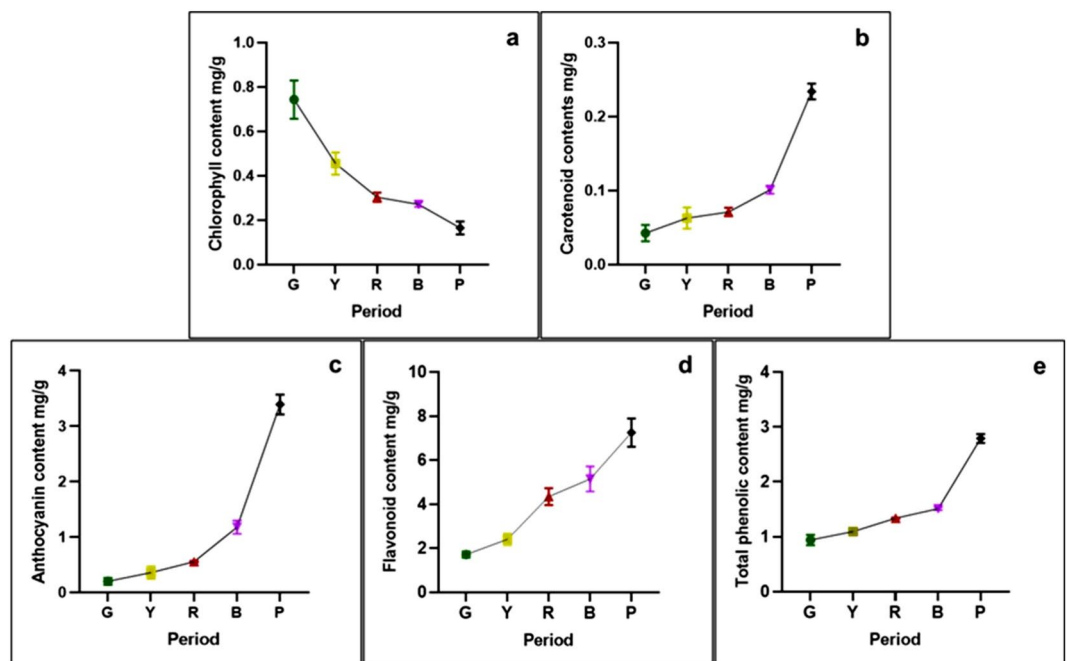 a
Chlorophyll content mg/g
1.0
0.8
0.6
0.4
0.2
0.0
G Y R B P
Period
b
Carotenoid contents mg/g
0.3
0.2
0.1
0.0
G Y R B P
Period
c
Anthocyanin content mg/g
4
3
2
1
0
G Y R B P
Period
d
Flavonoid content mg/g
10
8
6
4
2
0
G Y R B P
Period
e
Total phenolic content mg/g
4
3
2
1
0
G Y R B P
Period